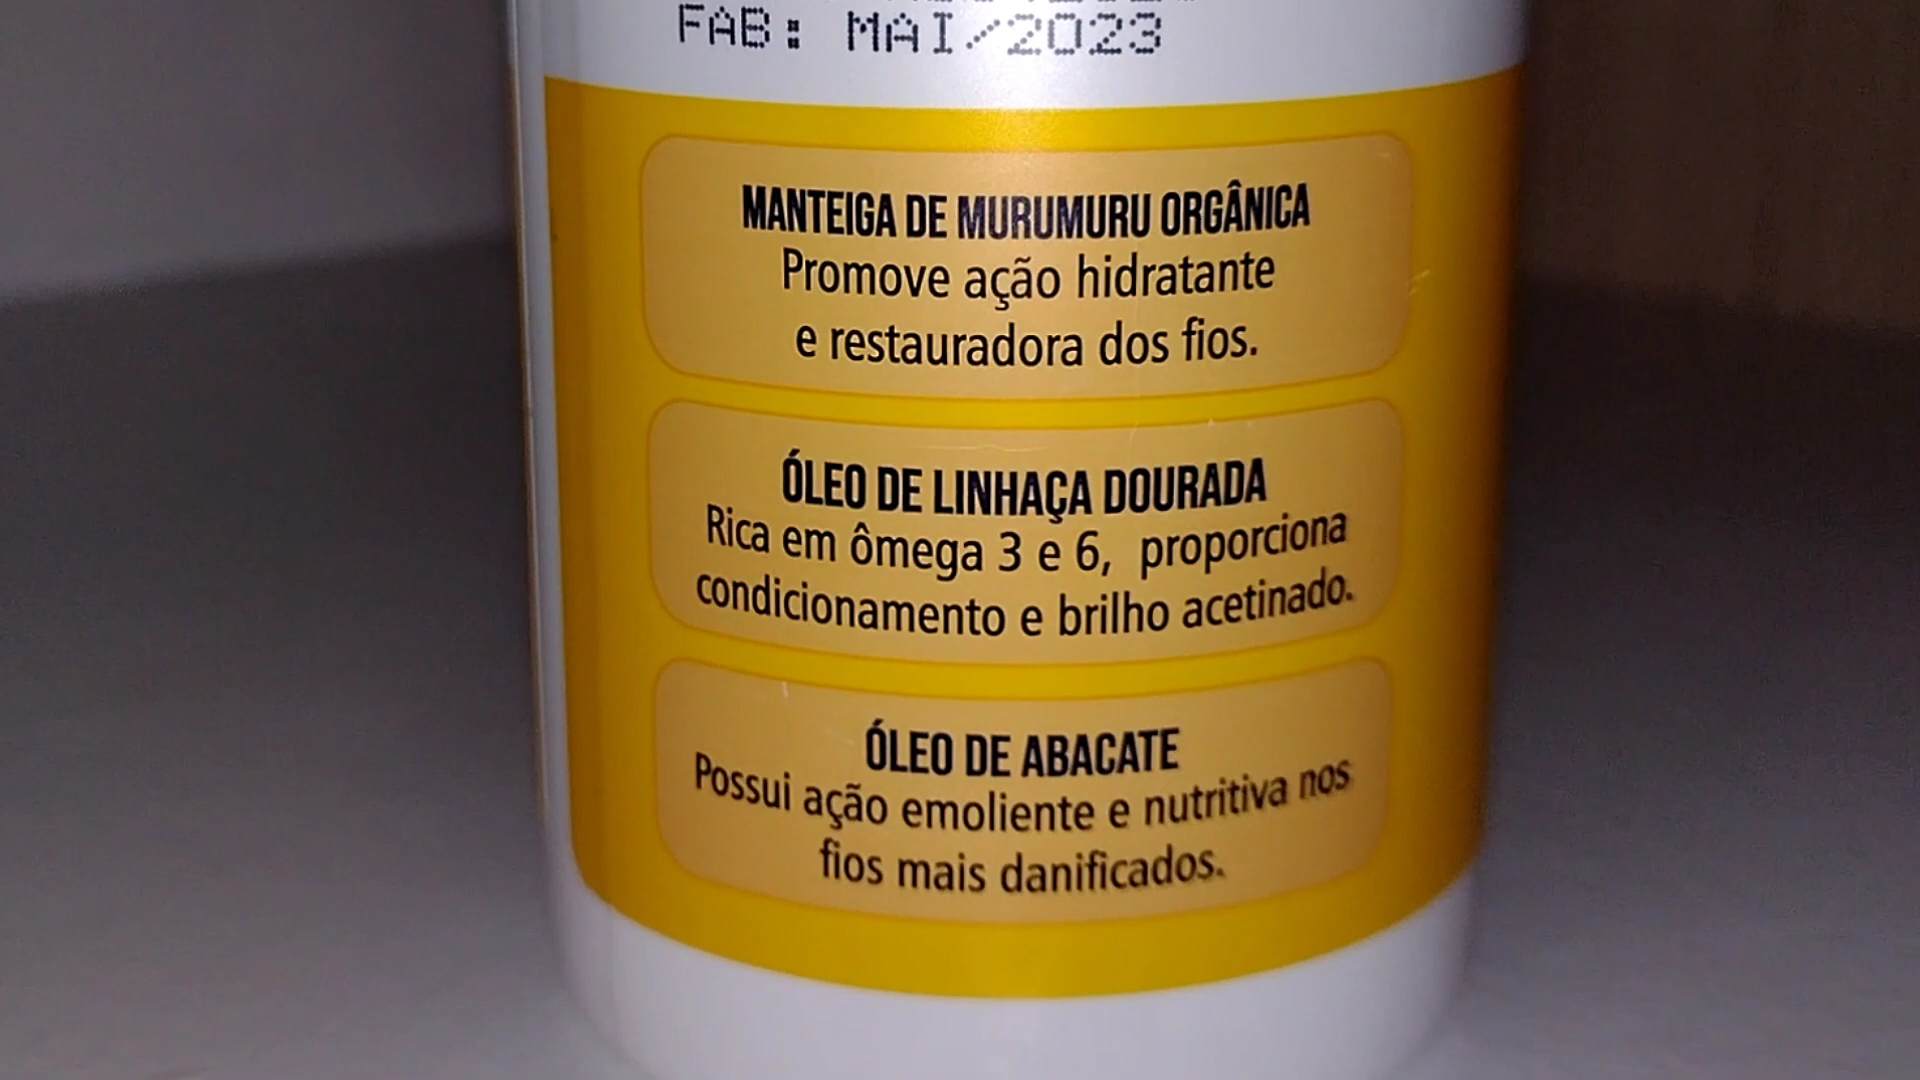 FAB: MAI/2023
MANTEIGA DE MURUMURU ORGÂNICA
Promove ação hidratante
e restauradora dos fios.
ÓLEO DE LINHAÇA DOURADA
Rica em ômega 3 e 6, proporciona
condicionamento e brilho acetinado.
ÓLEO DE ABACATE
Possui ação emoliente e nutritiva nos
fios mais danificados.